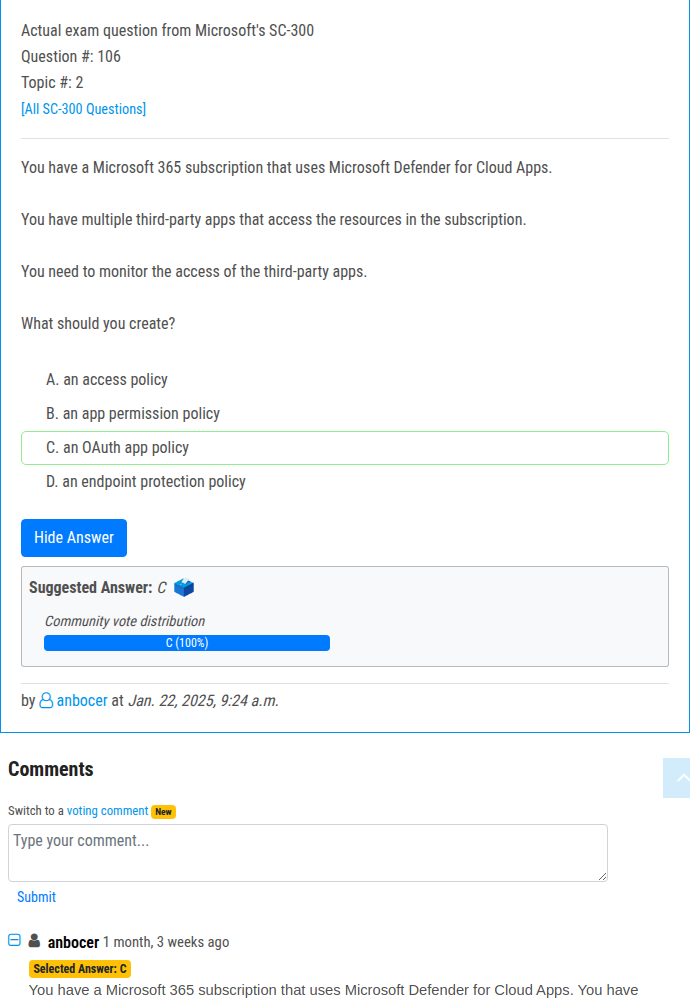 Actual exam question from Microsoft's SC-300
Question #: 106
Topic #: 2
[All SC-300 Questions]
You have a Microsoft 365 subscription that uses Microsoft Defender for Cloud Apps.
You have multiple third-party apps that access the resources in the subscription.
You need to monitor the access of the third-party apps.
What should you create?
A. an access policy
B. an app permission policy
C. an OAuth app policy
D. an endpoint protection policy
Hide Answer
Suggested Answer: C
Community vote distribution
C (100%)
by anbocer at Jan. 22, 2025, 9:24 a.m.
Comments
Switch to a voting comment New
Type your comment...
Submit
anbocer 1 month, 3 weeks ago
Selected Answer: C
You have a Microsoft 365 subscription that uses Microsoft Defender for Cloud Apps. You have